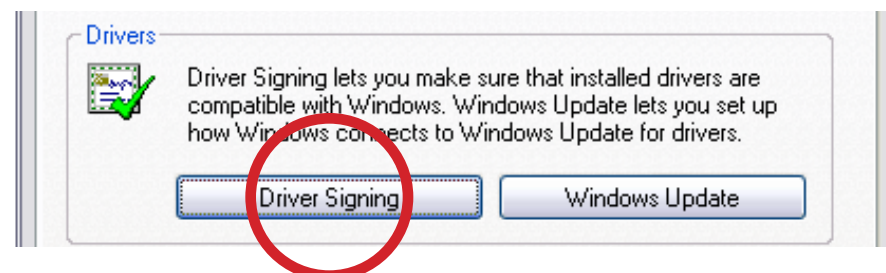 Drivers
Driver Signing lets you make sure that installed drivers are
compatible with Windows. Windows Update lets you set up
how Windows connects to Windows Update for drivers.
Driver Signing
Windows Update